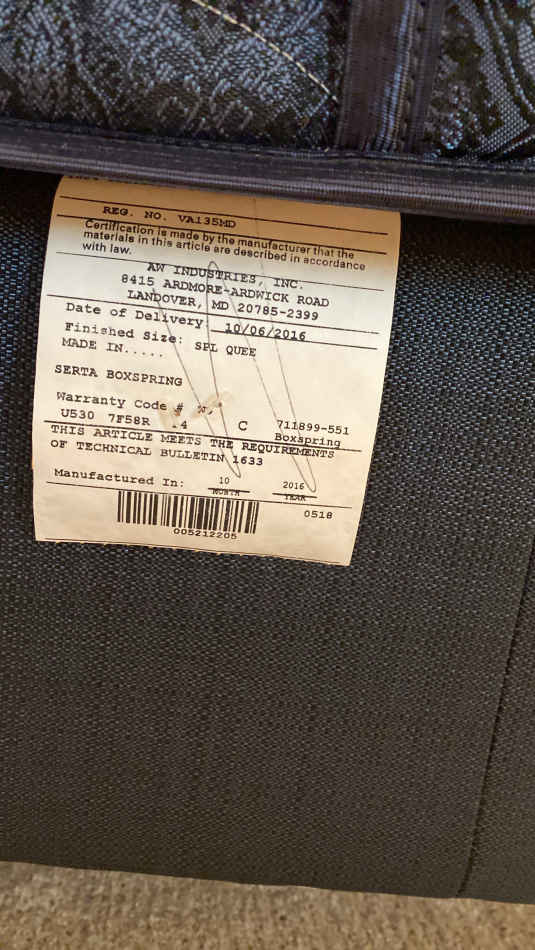 REG. NO. VA135MD
Certification is made by the manufacturer that the
materials in this article are described in accordance
with law.
AW INDUSTRIES, INC.
8415 ARDMORE-ARDWICK ROAD
LANDOVER, MD 20785-2399
Date of Delivery: 10/06/2016
Finished Size: SPL QUEE
MADE IN.....
SERTA BOXSPRING
Warranty Code #
U530 7F58R .4 C 711899-551
Boxspring
THIS ARTICLE MEETS THE REQUIREMENTS
OF TECHNICAL BULLETIN 1633
Manufactured In: 10 2016
MONTH YEAR
0518
005212205